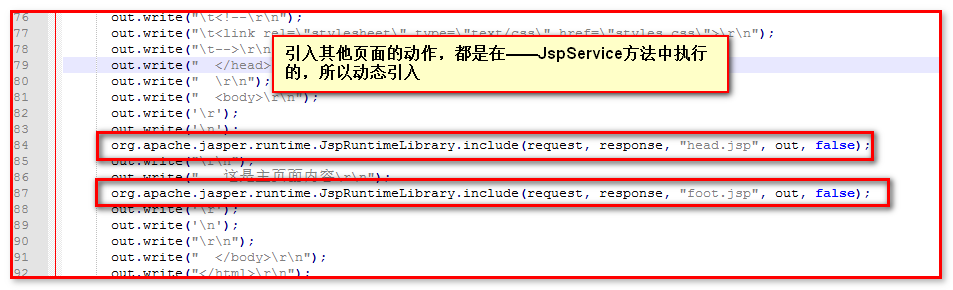 76 out.write("\t<!--\r\n");
77 out.write("\t<link rel=\"stylesheet\" type=\"text/css\" href=\"styles.css\">\r\n");
78 out.write("\t-->\r\n
79 out.write("  </head>
引入其他页面的动作，都是在——JspService方法中执行
的，所以动态引入
80 out.write("  \r\n");
81 out.write("  <body>\r\n");
82 out.write('\r');
83 out.write('\n');
84 org.apache.jasper.runtime.JspRuntimeLibrary.include(request, response, "head.jsp", out, false);
85 out.write("\r\n");
86 out.write("   这是主页面内容\r\n");
87 org.apache.jasper.runtime.JspRuntimeLibrary.include(request, response, "foot.jsp", out, false);
88 out.write('\r');
89 out.write('\n');
90 out.write("\r\n");
91 out.write("  </body>\r\n");
92 out.write("</html>\r\n");